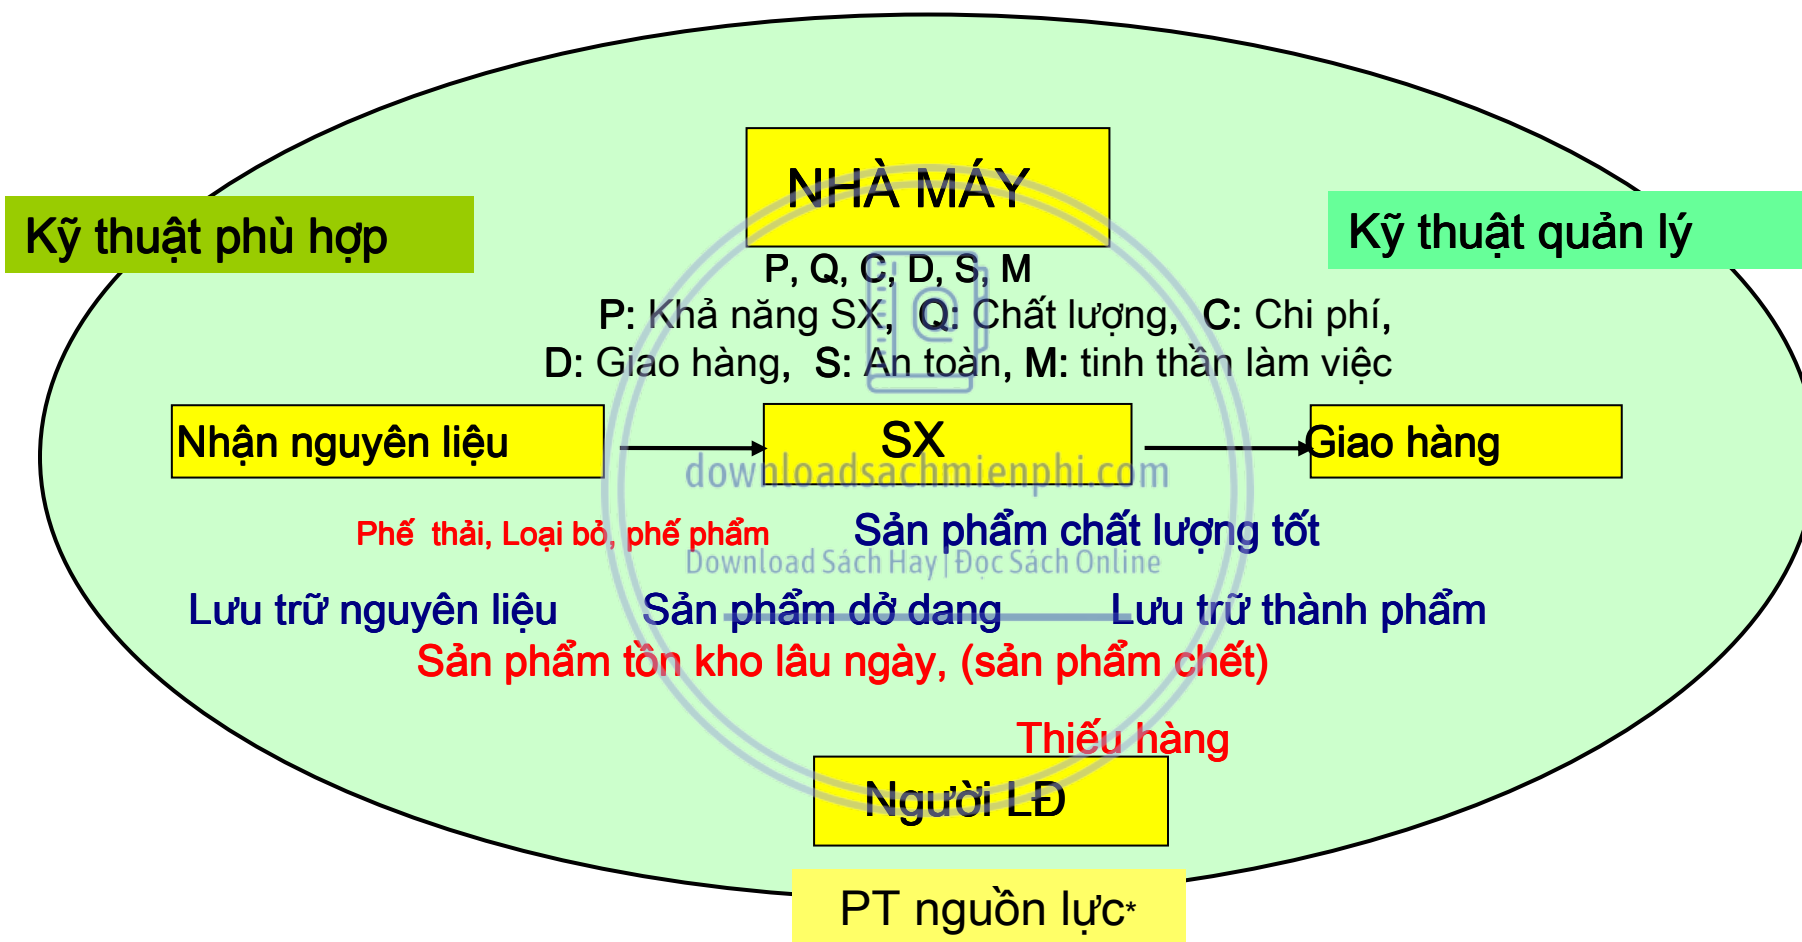 NHÀ MÁY
Kỹ thuật phù hợp
Kỹ thuật quản lý
P, Q, C, D, S, M
P: Khả năng SX, Q: Chất lượng, C: Chi phí,
D: Giao hàng, S: An toàn, M: tinh thần làm việc
Nhận nguyên liệu
SX
Giao hàng
downloadsachmienphi.com
Phế thải, Loại bỏ, phế phẩm
Sản phẩm chất lượng tốt
Download Sách Hay | Đọc Sách Online
Lưu trữ nguyên liệu
Sản phẩm dở dang
Lưu trữ thành phẩm
Sản phẩm tồn kho lâu ngày, (sản phẩm chết)
Thiếu hàng
Người LĐ
PT nguồn lực*